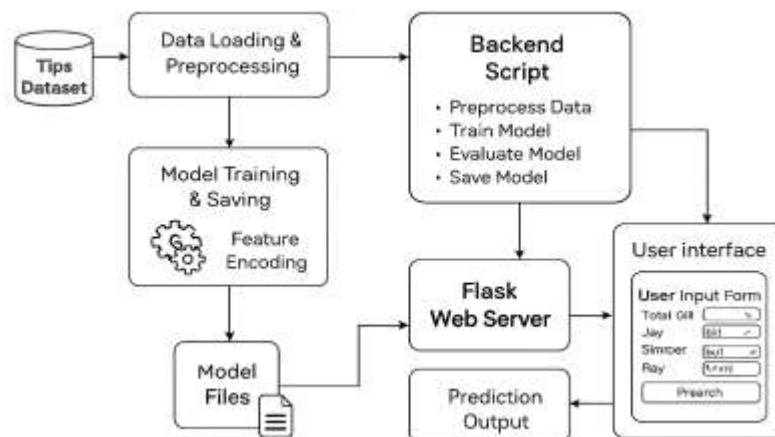 Tips
Dataset
Data Loading &
Preprocessing
Backend
Script
• Preprocess Data
• Train Model
• Evaluate Model
• Save Model
Model Training
& Saving
Feature
Encoding
User interface
User Input Form
Total Gill
Jay
Simroer
Ray
Prearch
Flask
Web Server
Model
Files
Prediction
Output